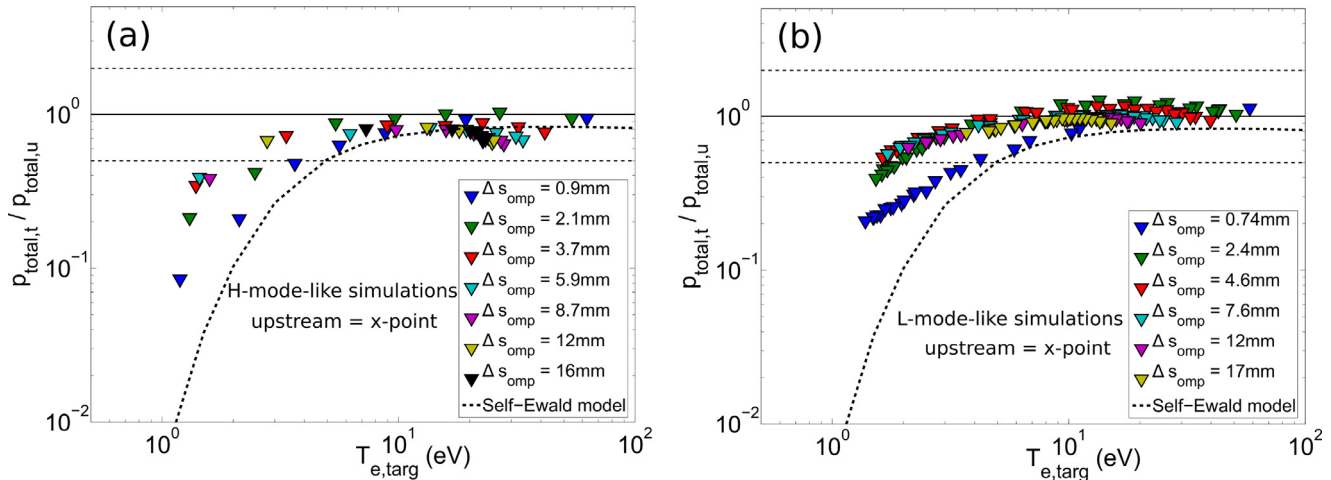 (a)
p_total,t / p_total,u
10^0
10^-1
10^-2
H-mode-like simulations
upstream = x-point
Δ s_omp = 0.9mm
Δ s_omp = 2.1mm
Δ s_omp = 3.7mm
Δ s_omp = 5.9mm
Δ s_omp = 8.7mm
Δ s_omp = 12mm
Δ s_omp = 16mm
Self-Ewald model
10^0
10^1
10^2
T_e,targ (eV)
(b)
p_total,t / p_total,u
10^0
10^-1
10^-2
L-mode-like simulations
upstream = x-point
Δ s_omp = 0.74mm
Δ s_omp = 2.4mm
Δ s_omp = 4.6mm
Δ s_omp = 7.6mm
Δ s_omp = 12mm
Δ s_omp = 17mm
Self-Ewald model
10^0
10^1
10^2
T_e,targ (eV)